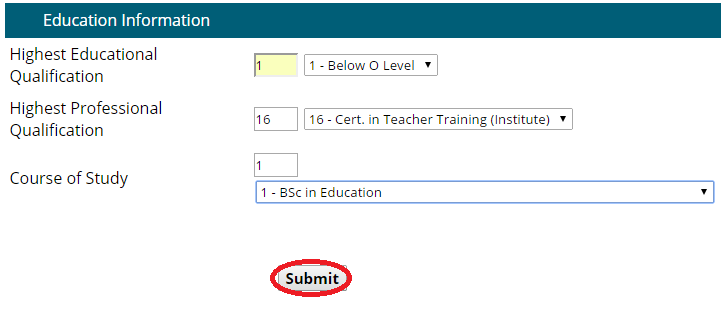 Education Information
Highest Educational
Qualification
1
1 - Below O Level
Highest Professional
Qualification
16
16 - Cert. in Teacher Training (Institute)
1
Course of Study
1 - BSc in Education
Submit